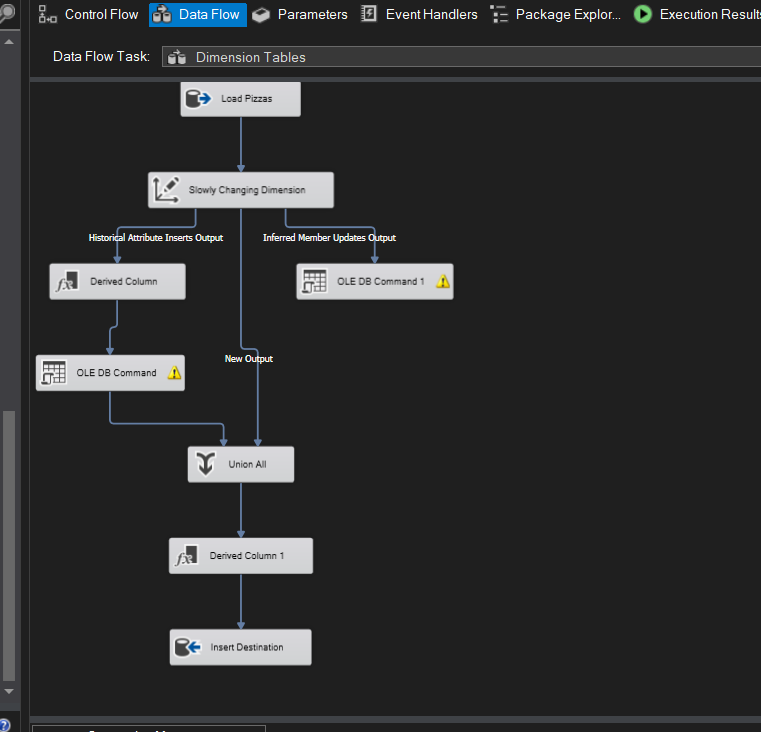 Control Flow Data Flow Parameters Event Handlers Package Explor... Execution Results
Data Flow Task: Dimension Tables
Load Pizzas
Slowly Changing Dimension
Historical Attribute Inserts Output Inferred Member Updates Output
Derived Column OLE DB Command 1
New Output
OLE DB Command
Union All
Derived Column 1
Insert Destination